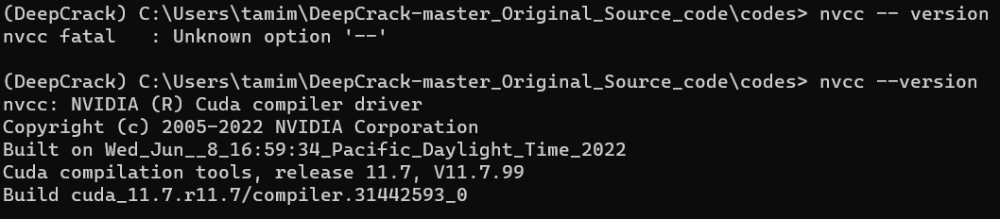 (DeepCrack) C:\Users\tamim\DeepCrack-master_Original_Source_code\codes> nvcc -- version
nvcc fatal   : Unknown option '--'
(DeepCrack) C:\Users\tamim\DeepCrack-master_Original_Source_code\codes> nvcc --version
nvcc: NVIDIA (R) Cuda compiler driver
Copyright (c) 2005-2022 NVIDIA Corporation
Built on Wed_Jun__8_16:59:34_Pacific_Daylight_Time_2022
Cuda compilation tools, release 11.7, V11.7.99
Build cuda_11.7.r11.7/compiler.31442593_0